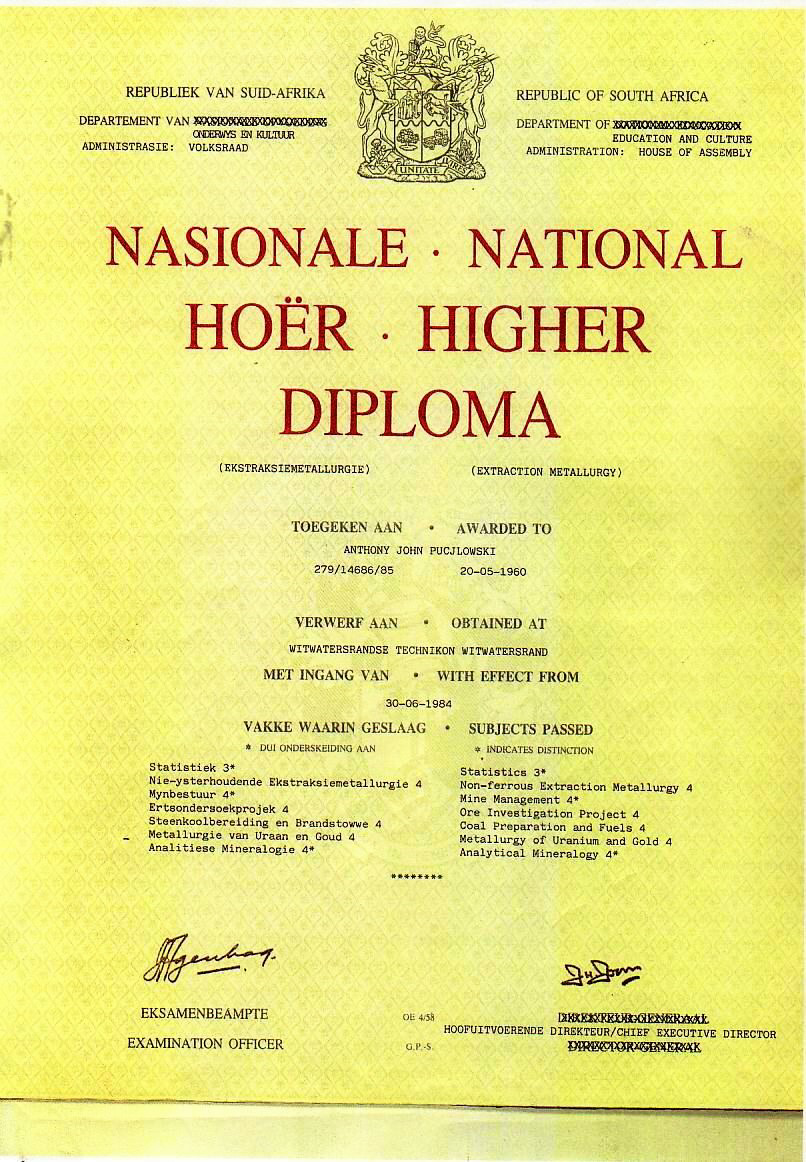 REPUBLIEK VAN SUID-AFRIKA
DEPARTEMENT VAN
ONDERWYS EN KULTUUR
ADMINISTRASIE: VOLKSRAAD
UNITATE VIRES
REPUBLIC OF SOUTH AFRICA
DEPARTMENT OF
EDUCATION AND CULTURE
ADMINISTRATION: HOUSE OF ASSEMBLY
NASIONALE · NATIONAL
HOËR · HIGHER
DIPLOMA
(EKSTRAKSIEMETALLURGIE) (EXTRACTION METALLURGY)
TOEGEKEN AAN • AWARDED TO
ANTHONY JOHN PUCJLOWSKI
279/14686/85 20-05-1960
VERWERF AAN • OBTAINED AT
WITWATERSRANDSE TECHNIKON WITWATERSRAND
MET INGANG VAN • WITH EFFECT FROM
30-06-1984
VAKKE WAARIN GESLAAG • SUBJECTS PASSED
* DUI ONDERSKEIDING AAN * INDICATES DISTINCTION
Statistiek 3*
Nie-ysterhoudende Ekstraksiemetallurgie 4
Mynbestuur 4*
Ertsondersoekprojek 4
Steenkoolbereiding en Brandstowwe 4
Metallurgie van Uraan en Goud 4
Analitiese Mineralogie 4*
Statistics 3*
Non-ferrous Extraction Metallurgy 4
Mine Management 4*
Ore Investigation Project 4
Coal Preparation and Fuels 4
Metallurgy of Uranium and Gold 4
Analytical Mineralogy 4*
********
EKSAMENBEAMPTE
EXAMINATION OFFICER
OE 4/58
G.P.-S.
DIREKTEUR-GENERAAL
HOOFUITVOERENDE DIREKTEUR/CHIEF EXECUTIVE DIRECTOR
DIRECTOR-GENERAL